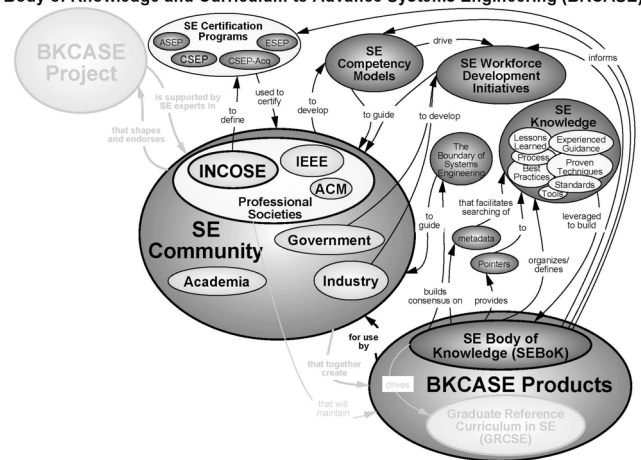 Body of Knowledge and Curriculum to Advance Systems Engineering (BKCASE)
BKCASE
Project
SE Certification
Programs
ASEP
ESEP
CSEP
CSEP-Acq
SE
Competency
Models
drive
SE Workforce
Development
Initiatives
informs
is supported by
SE experts in
that shapes
and endorses
to
define
used to
certify
to
develop
to guide
to develop
SE
Knowledge
Lessons
Learned
Experienced
Guidance
Process
Best
Practices
Proven
Techniques
Standards
Tools
The
Boundary of
Systems
Engineering
INCOSE
IEEE
ACM
Professional
Societies
SE
Community
Government
Academia
Industry
to
guide
that facilitates
searching of
to
leveraged
to build
metadata
Pointers
organizes/
defines
builds
consensus on
provides
for use
by
that together
create
that will
maintain
SE Body of
Knowledge (SEBoK)
BKCASE Products
drives
Graduate Reference
Curriculum in SE
(GRCSE)